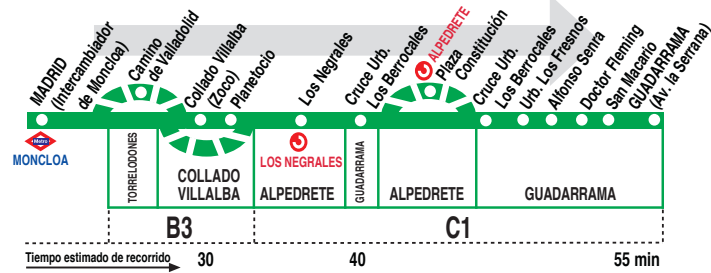 MADRID
(Intercambiador
de Moncloa)
Camino
de Valladolid
Collado Villalba
(Zoco)
Planetocio
Los Negrales
Cruce Urb.
Los Berrocales
ALPEDRETE
Plaza
Constitución
Cruce Urb.
Los Berrocales
Urb. Los Fresnos
Alfonso Senra
Doctor Fleming
San Macario
GUADARRAMA
(Av. la Serrana)
Metro
MONCLOA
LOS NEGRALES
TORRELODONES
COLLADO
VILLALBA
ALPEDRETE
GUADARRAMA
ALPEDRETE
GUADARRAMA
B3
C1
Tiempo estimado de recorrido
30
40
55 min